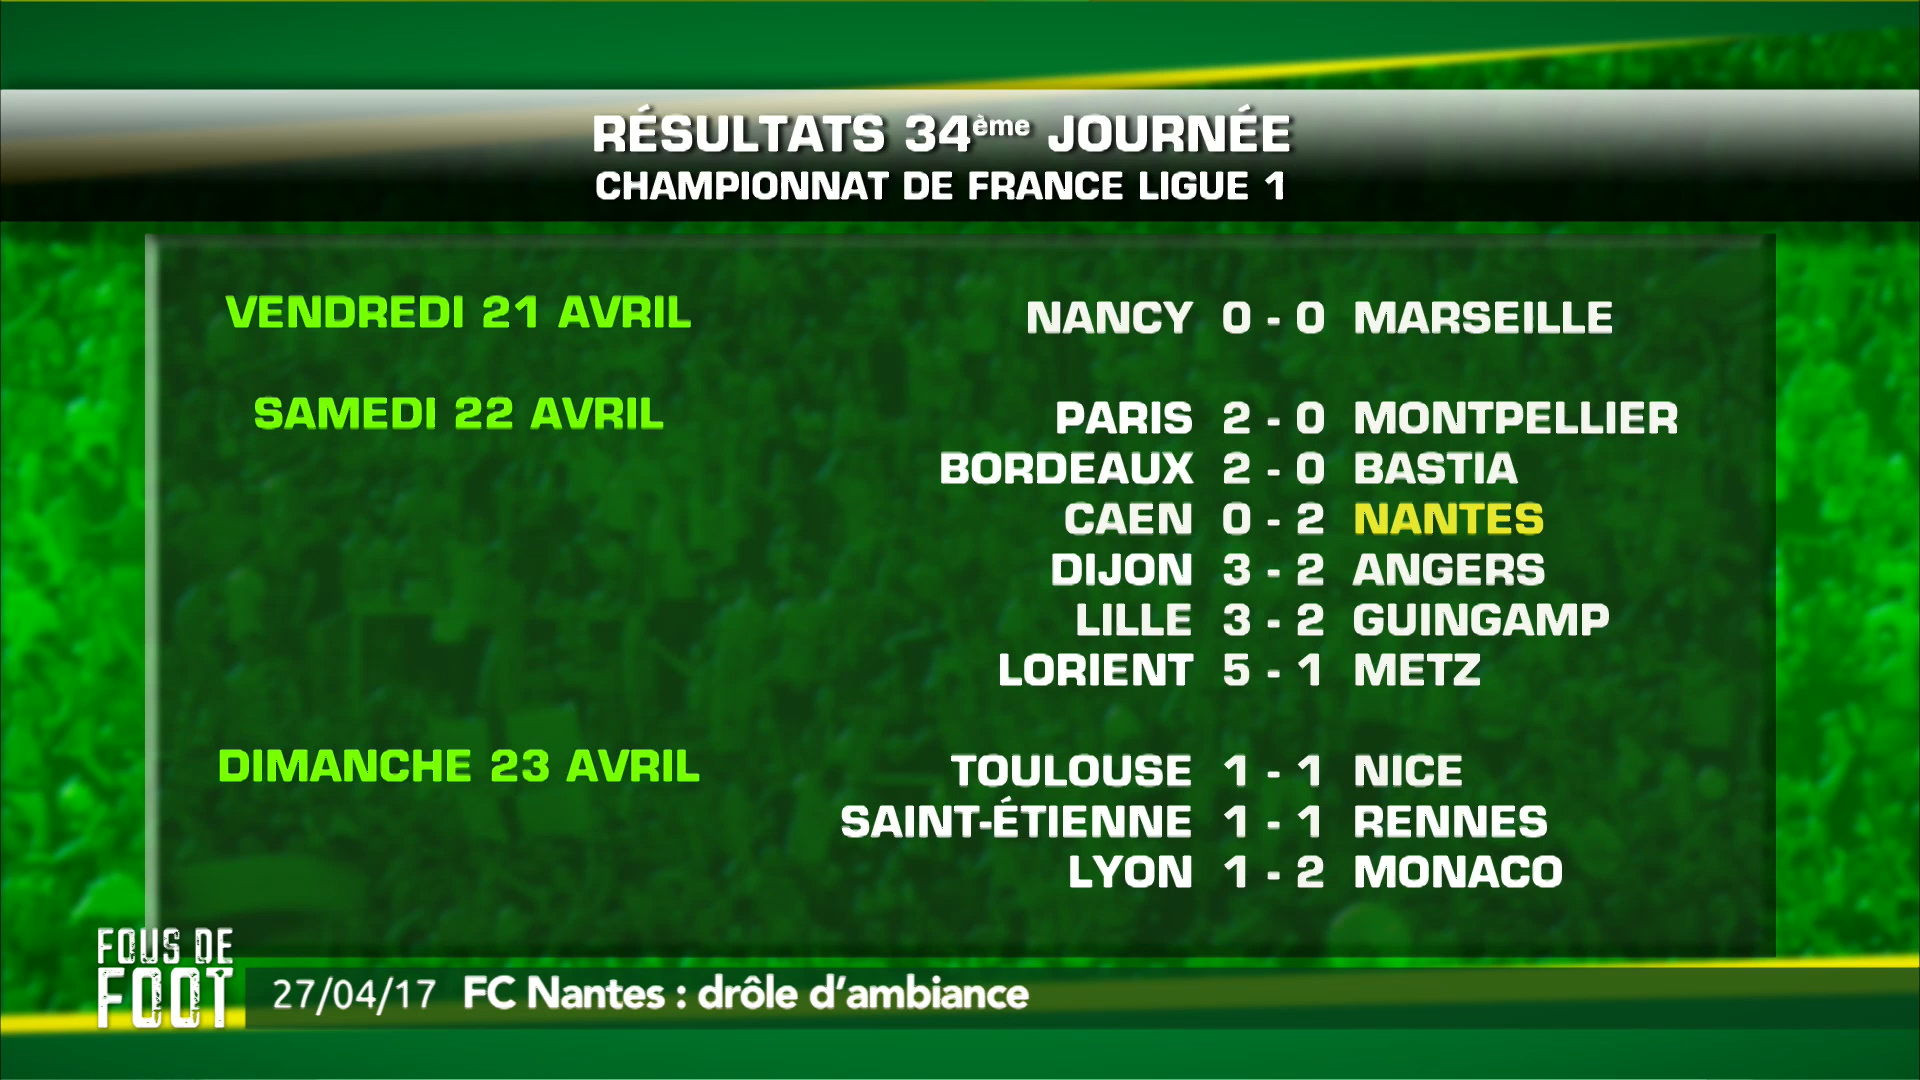 RÉSULTATS 34ème JOURNÉE
CHAMPIONNAT DE FRANCE LIGUE 1
VENDREDI 21 AVRIL
NANCY 0 - 0 MARSEILLE
SAMEDI 22 AVRIL
PARIS 2 - 0 MONTPELLIER
BORDEAUX 2 - 0 BASTIA
CAEN 0 - 2 NANTES
DIJON 3 - 2 ANGERS
LILLE 3 - 2 GUINGAMP
LORIENT 5 - 1 METZ
DIMANCHE 23 AVRIL
TOULOUSE 1 - 1 NICE
SAINT-ÉTIENNE 1 - 1 RENNES
LYON 1 - 2 MONACO
FOUS DE
FOOT
27/04/17 FC Nantes : drôle d'ambiance